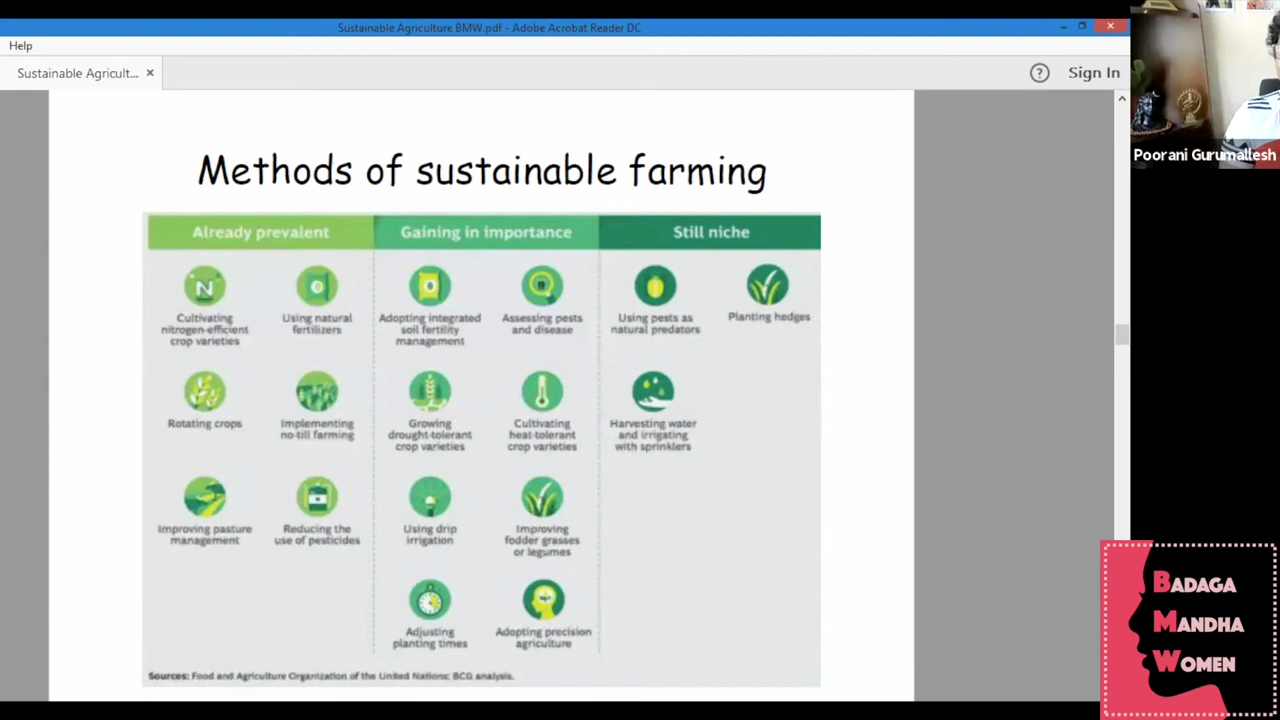 Sustainable Agriculture BMW.pdf - Adobe Acrobat Reader DC
Help
Sustainable Agricult... ×
? Sign In
Poorani Gurumallesh
Methods of sustainable farming
Already prevalent
Gaining in importance
Still niche
N
Cultivating
nitrogen-efficient
crop varieties
Using natural
fertilizers
Adopting integrated
soil fertility
management
Assessing pests
and disease
Using pests as
natural predators
Planting hedges
Rotating crops
Implementing
no-till farming
Growing
drought-tolerant
crop varieties
Cultivating
heat-tolerant
crop varieties
Harvesting water
and irrigating
with sprinklers
Improving pasture
management
Reducing the
use of pesticides
Using drip
irrigation
Improving
fodder grasses
or legumes
Adjusting
planting times
Adopting precision
agriculture
Sources: Food and Agriculture Organization of the United Nations; BCG analysis.
BADAGA
MANDHA
WOMEN